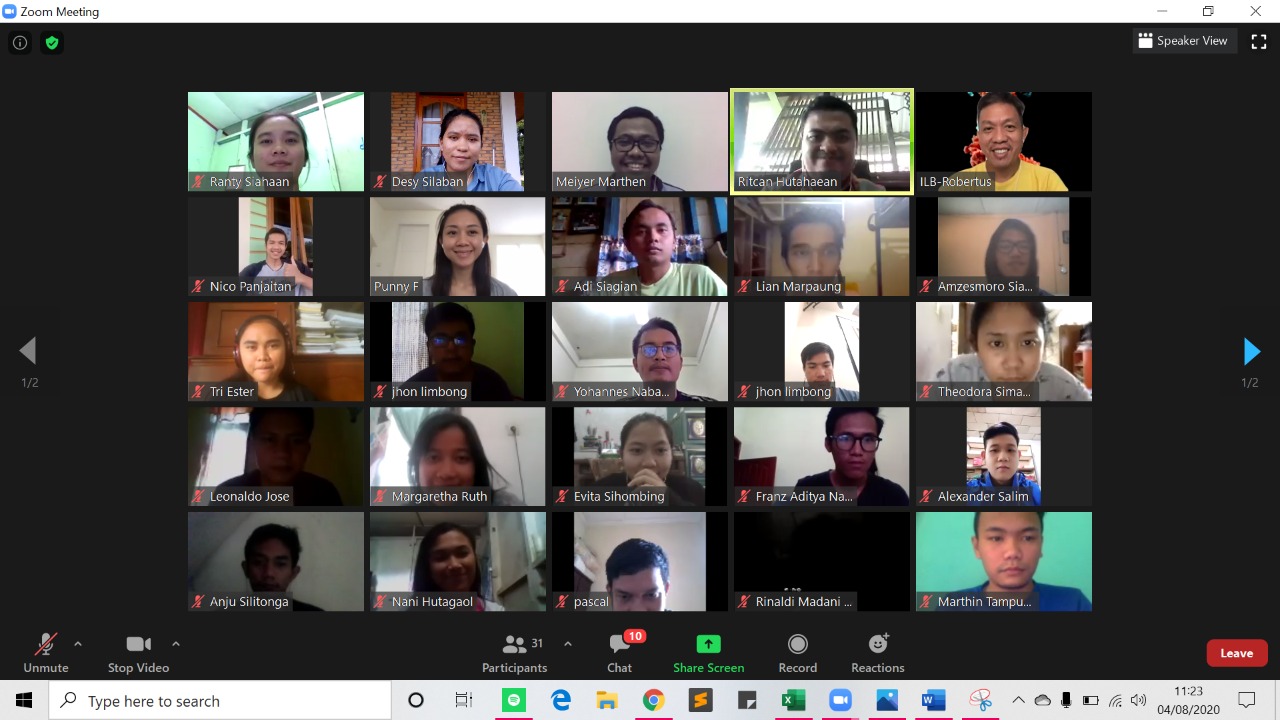 Zoom Meeting
Speaker View
Ranty Siahaan
Desy Silaban
Meiyer Marthen
Ritcan Hutahaean
ILB-Robertus
Nico Panjaitan
Punny F
Adi Siagian
Lian Marpaung
Amzesmoro Sia...
Tri Ester
jhon limbong
Yohannes Naba...
jhon limbong
Theodora Sima...
1/2
1/2
Leonaldo Jose
Margaretha Ruth
Evita Sihombing
Franz Aditya Na...
Alexander Salim
Anju Silitonga
Nani Hutagaol
pascal
Rinaldi Madani ...
Marthin Tampu...
Unmute
Stop Video
31
Participants
10
Chat
Share Screen
Record
Reactions
Leave
Type here to search
11:23
04/08/2020